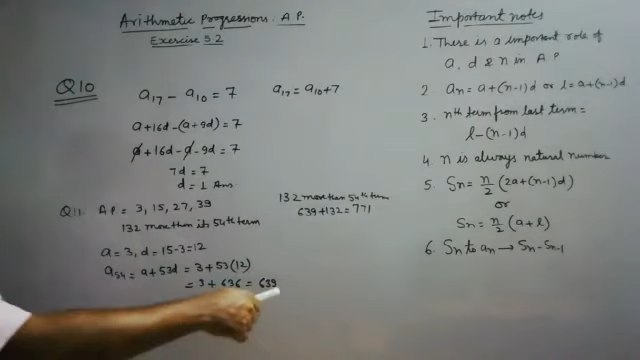 Arithmetic Progressions: A.P.
Exercise 5.2
Q10
a₁₇ - a₁₀ = 7
a₁₇ = a₁₀+7
a+16d-(a+9d) = 7
a+16d-a-9d = 7
7d = 7
d = 1 Ans
Q11. A.P = 3, 15, 27, 39
132 more than its 54th term
a = 3, d = 15-3=12
a₅₄ = a+53d = 3+53(12)
= 3 + 636 = 639
132 more than 54th term
639+132 = 771
Important notes
1. There is a important role of
a, d & n in A.P
2. an = a+(n-1)d or l = a+(n-1)d
3. nth term from last term =
l-(n-1)d
4. n is always natural number
5. Sn = n/2 (2a+(n-1)d)
or
Sn = n/2 (a+l)
6. Sn to an → Sn-Sn-1